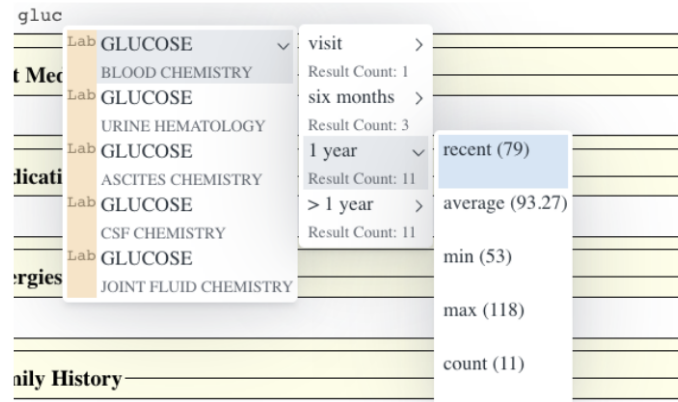 gluc
Lab GLUCOSE
BLOOD CHEMISTRY
Lab GLUCOSE
URINE HEMATOLOGY
Lab GLUCOSE
ASCITES CHEMISTRY
Lab GLUCOSE
CSF CHEMISTRY
Lab GLUCOSE
JOINT FLUID CHEMISTRY
visit
Result Count: 1
six months
Result Count: 3
1 year
Result Count: 11
> 1 year
Result Count: 11
recent (79)
average (93.27)
min (53)
max (118)
count (11)
t Med
dicati
ergies
nily History